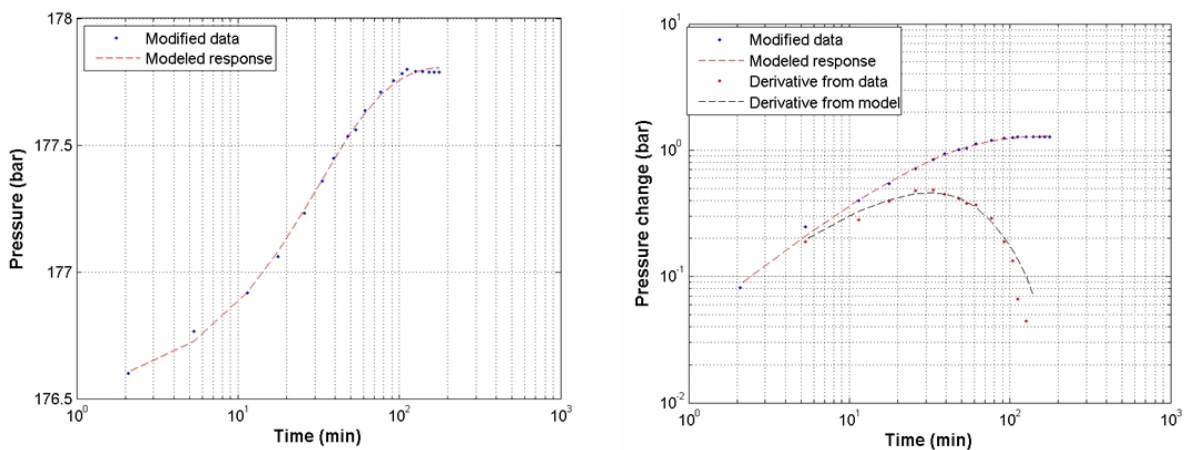 178
177.5
177
176.5
10^0
10^1
10^2
10^3
Pressure (bar)
Time (min)
Modified data
Modeled response
10^1
10^0
10^-1
10^-2
10^0
10^1
10^2
10^3
Pressure change (bar)
Time (min)
Modified data
Modeled response
Derivative from data
Derivative from model